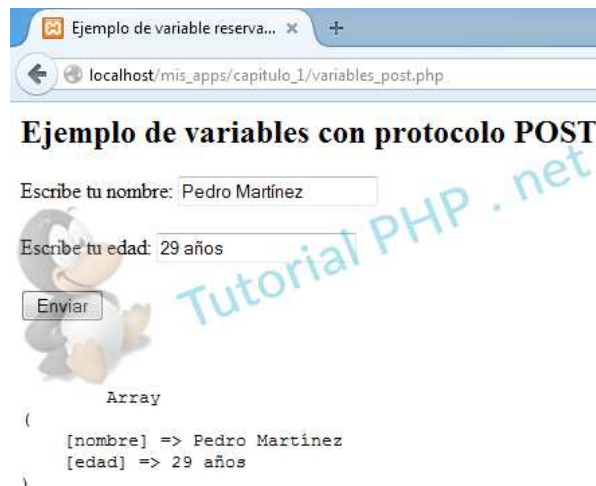 Ejemplo de variable reserva...
localhost/mis_apps/capitulo_1/variables_post.php
Ejemplo de variables con protocolo POST
Escribe tu nombre: Pedro Martínez
Escribe tu edad: 29 años
Enviar
Tutorial PHP . net
Array
(
[nombre] => Pedro Martínez
[edad] => 29 años
)